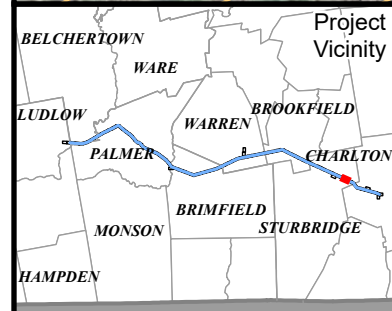 Project
Vicinity
BELCHERTOWN
WARE
LUDLOW
BROOKFIELD
WARREN
PALMER
CHARLTON
BRIMFIELD
STURBRIDGE
MONSON
HAMPDEN